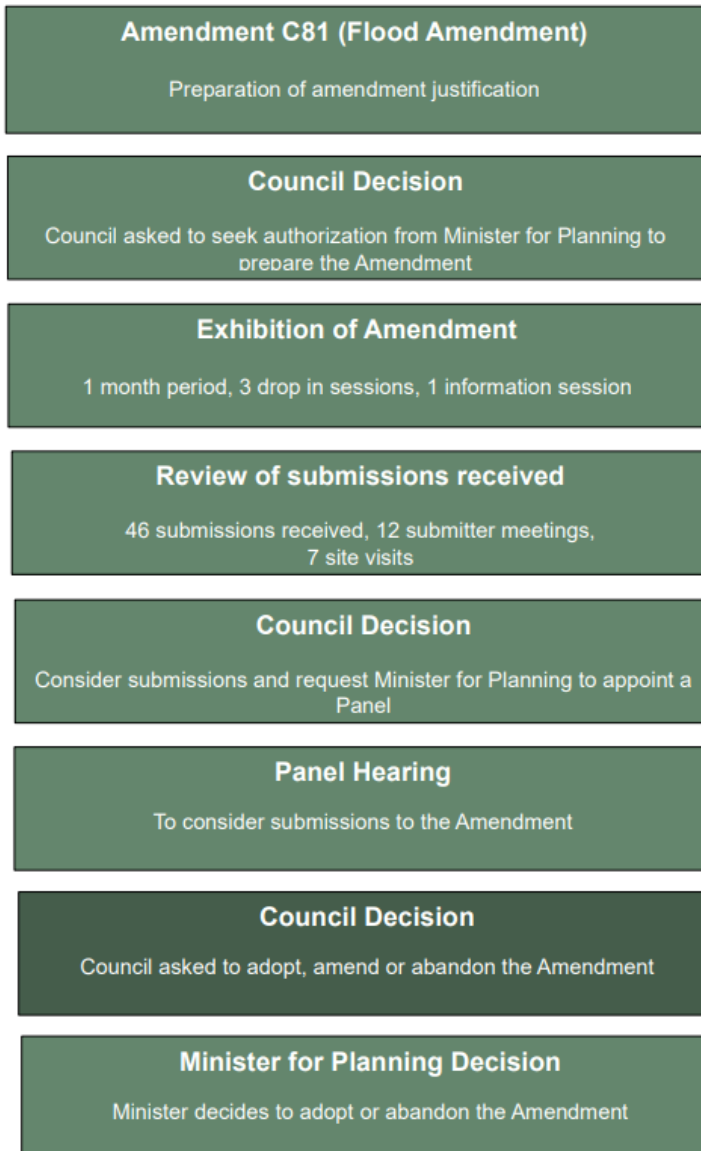 Amendment C81 (Flood Amendment)
Preparation of amendment justification
Council Decision
Council asked to seek authorization from Minister for Planning to
prepare the Amendment
Exhibition of Amendment
1 month period, 3 drop in sessions, 1 information session
Review of submissions received
46 submissions received, 12 submitter meetings,
7 site visits
Council Decision
Consider submissions and request Minister for Planning to appoint a
Panel
Panel Hearing
To consider submissions to the Amendment
Council Decision
Council asked to adopt, amend or abandon the Amendment
Minister for Planning Decision
Minister decides to adopt or abandon the Amendment